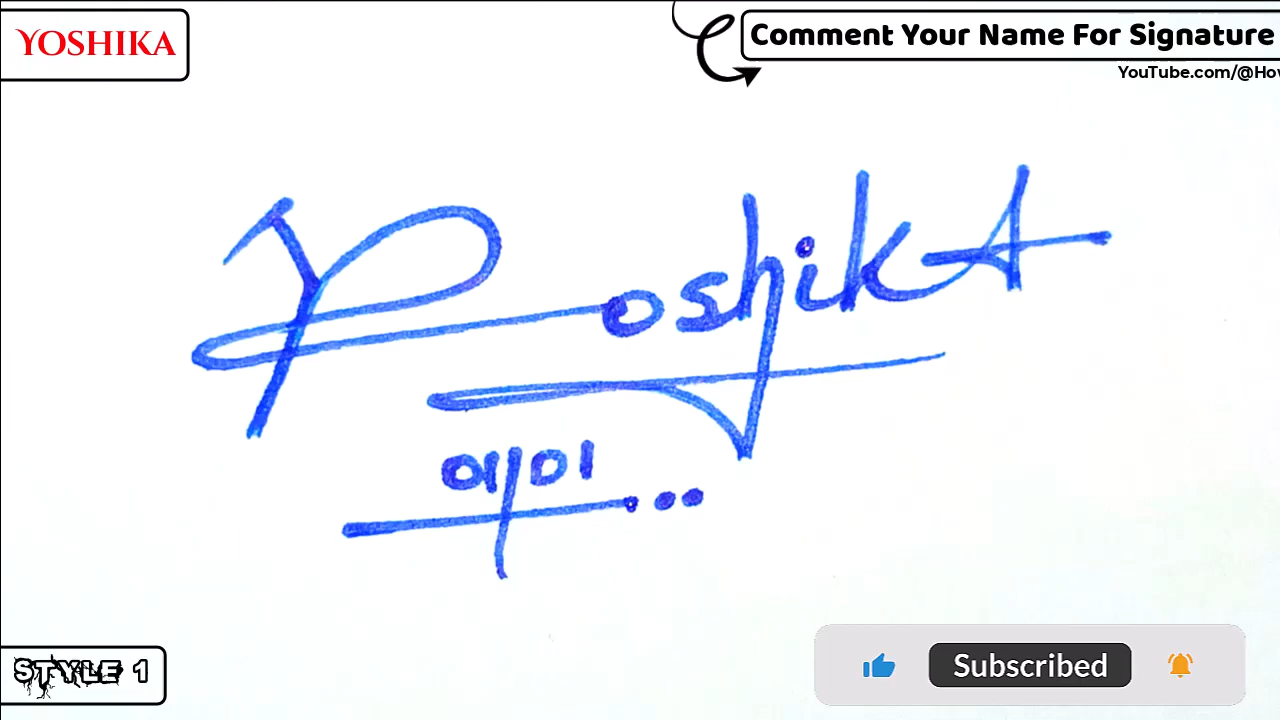 YOSHIKA
Comment Your Name For Signature
YouTube.com/@Hov
Yoshika
01/01
STYLE 1
Subscribed